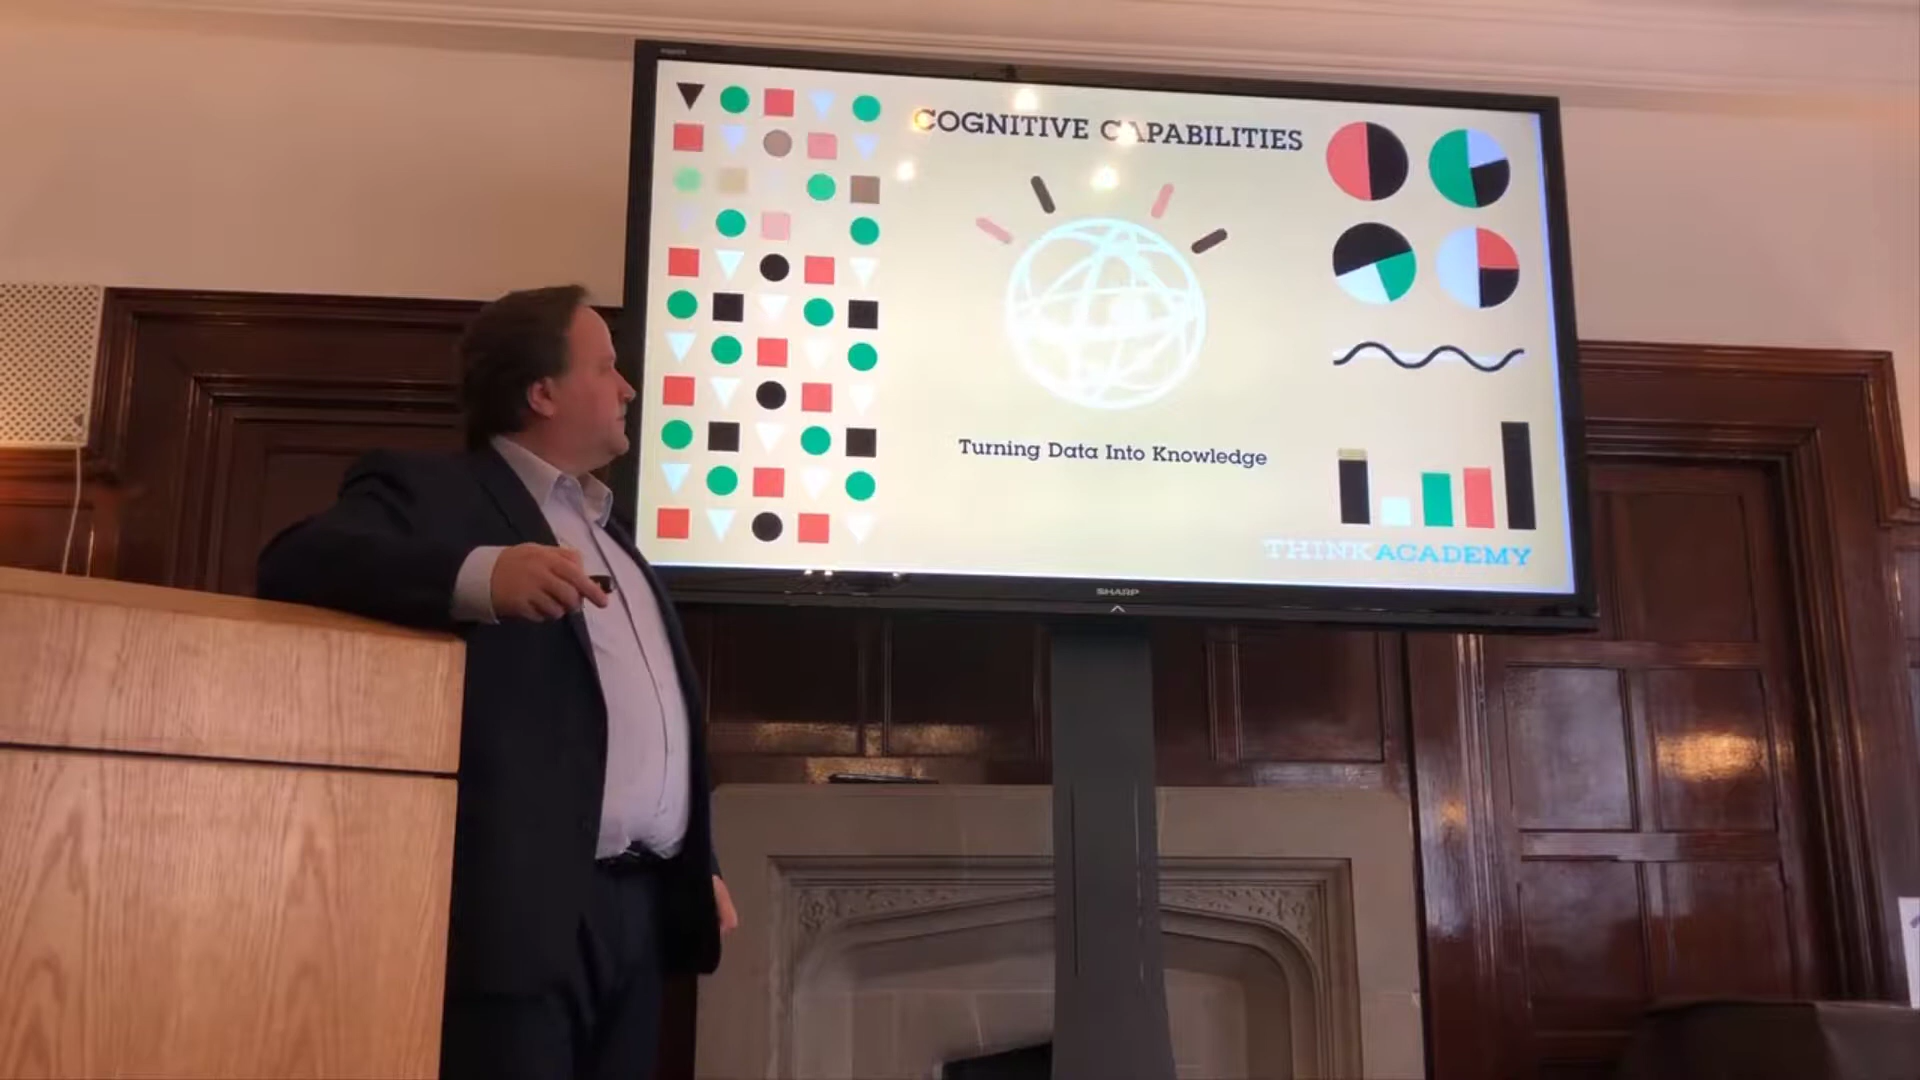 COGNITIVE CAPABILITIES
Turning Data Into Knowledge
THINKACADEMY
SHARP